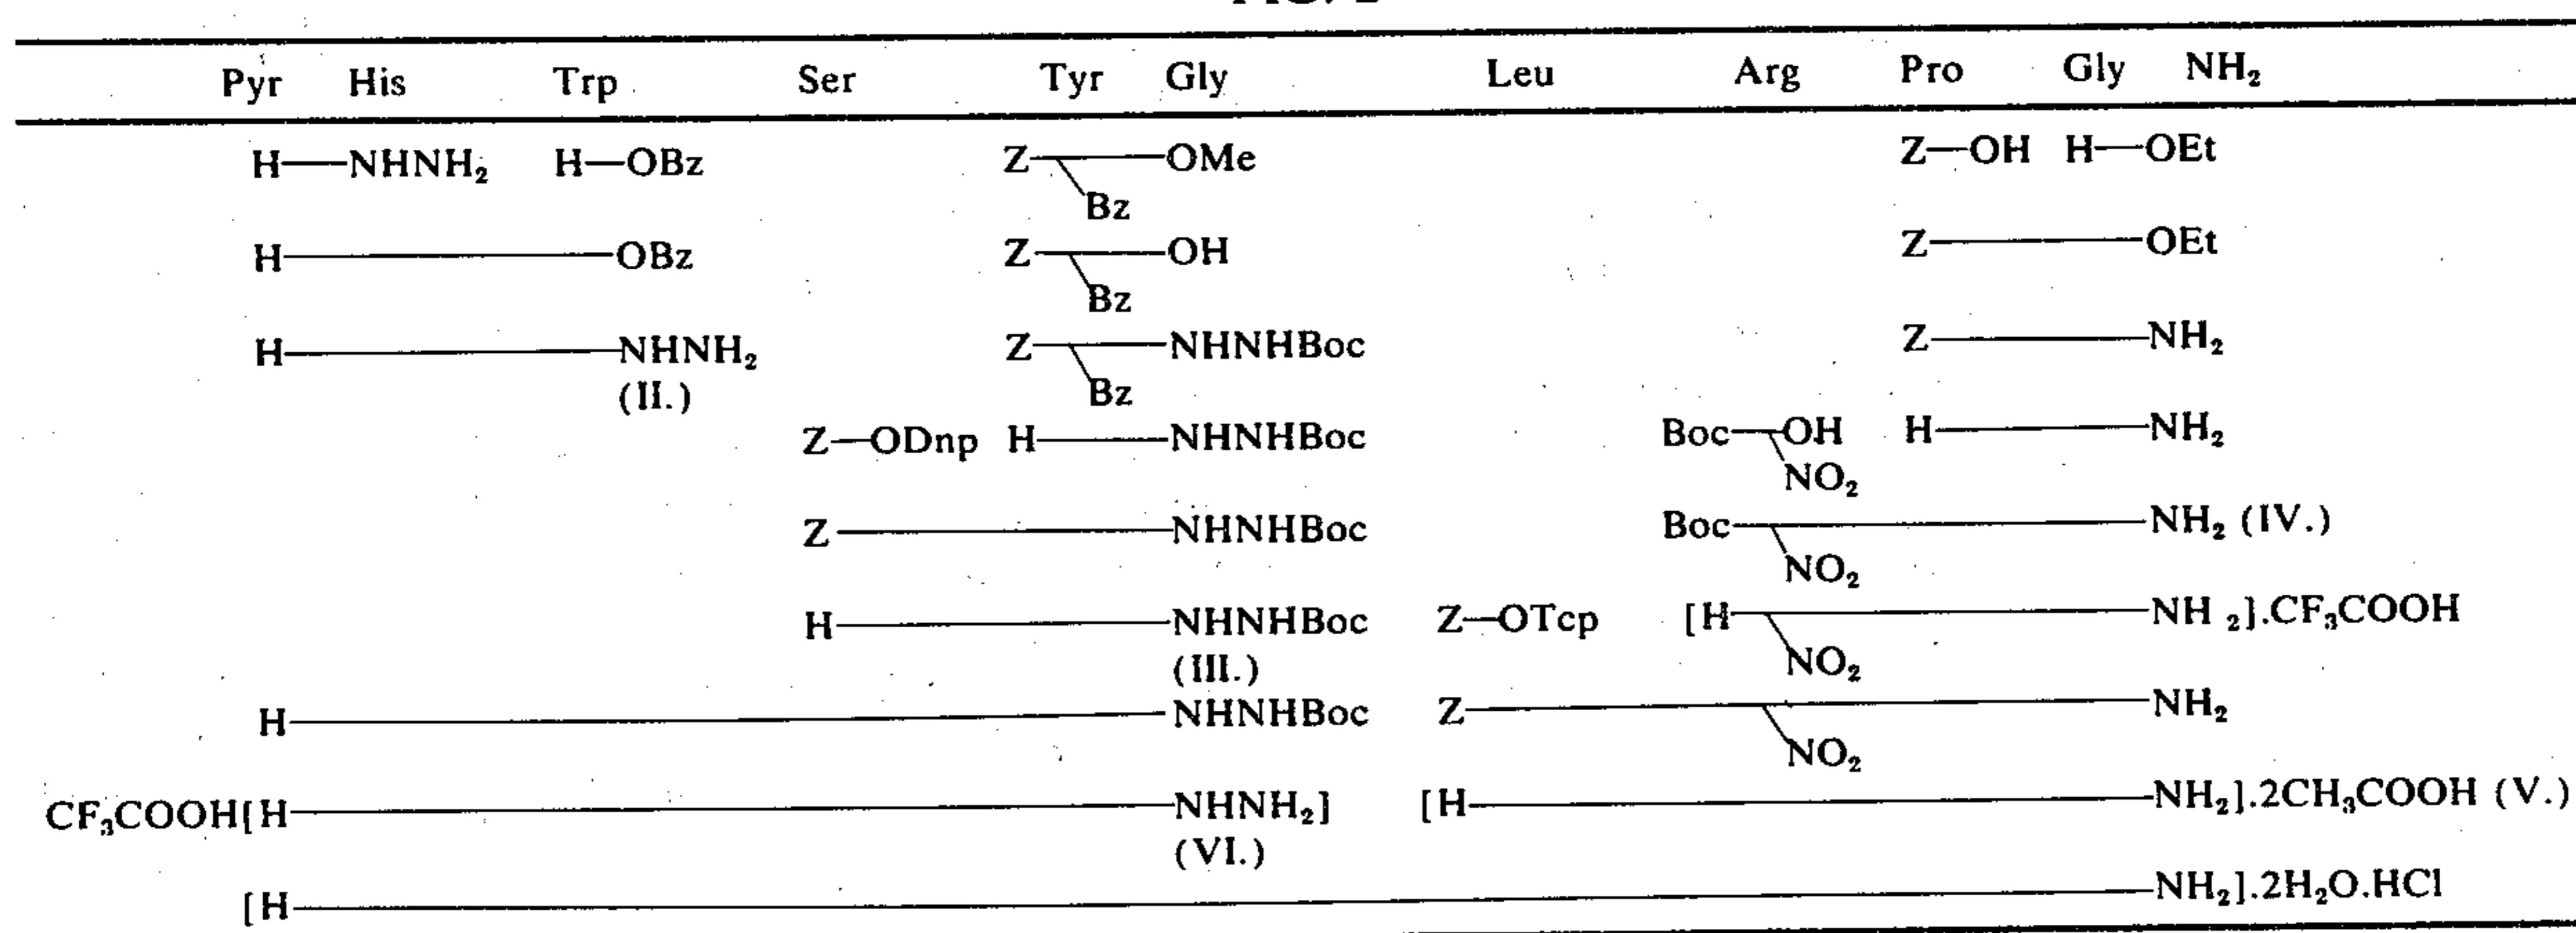 Pyr His Trp Ser Tyr Gly Leu Arg Pro Gly NH₂
H—NHNH₂ H—OBz Z—OMe Z—OH H—OEt
Bz
H—OBz Z—OH Z—OEt
Bz
H—NHNH₂ Z—NHNHBoc Z—NH₂
(II.) Bz
Z—ODnp H—NHNHBoc Boc—OH H—NH₂
NO₂
Z—NHNHBoc Boc—NH₂ (IV.)
NO₂
H—NHNHBoc Z—OTcp [H—NH ₂].CF₃COOH
(III.) NO₂
H—NHNHBoc Z—NH₂
NO₂
CF₃COOH[H—NHNH₂] [H—NH₂].2CH₃COOH (V.)
(VI.)
[H—NH₂].2H₂O.HCl